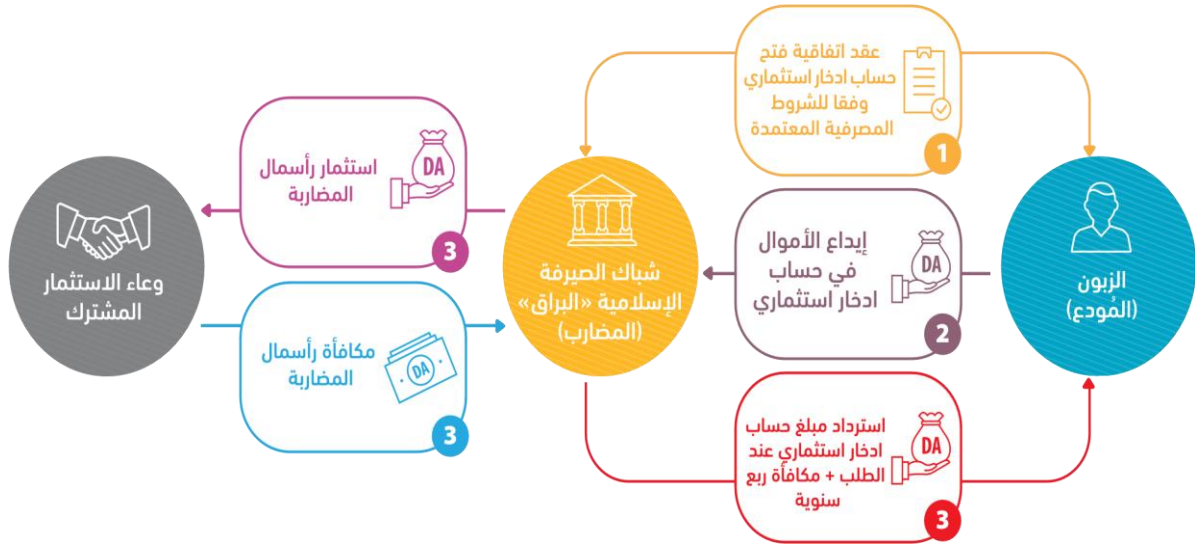 عقد اتفاقية فتح
حساب ادخار استثماري
وفقا للشروط
المصرفية المعتمدة
1
الزبون
(المُودع)
DA
إيداع الأموال
في حساب
ادخار استثماري
2
شباك الصيرفة
الإسلامية «البراق»
(المضارب)
DA
استثمار رأسمال
المضاربة
3
وعاء الاستثمار
المشترك
DA
مكافأة رأسمال
المضاربة
3
DA
استرداد مبلغ حساب
ادخار استثماري عند
الطلب + مكافأة ربع
سنوية
3